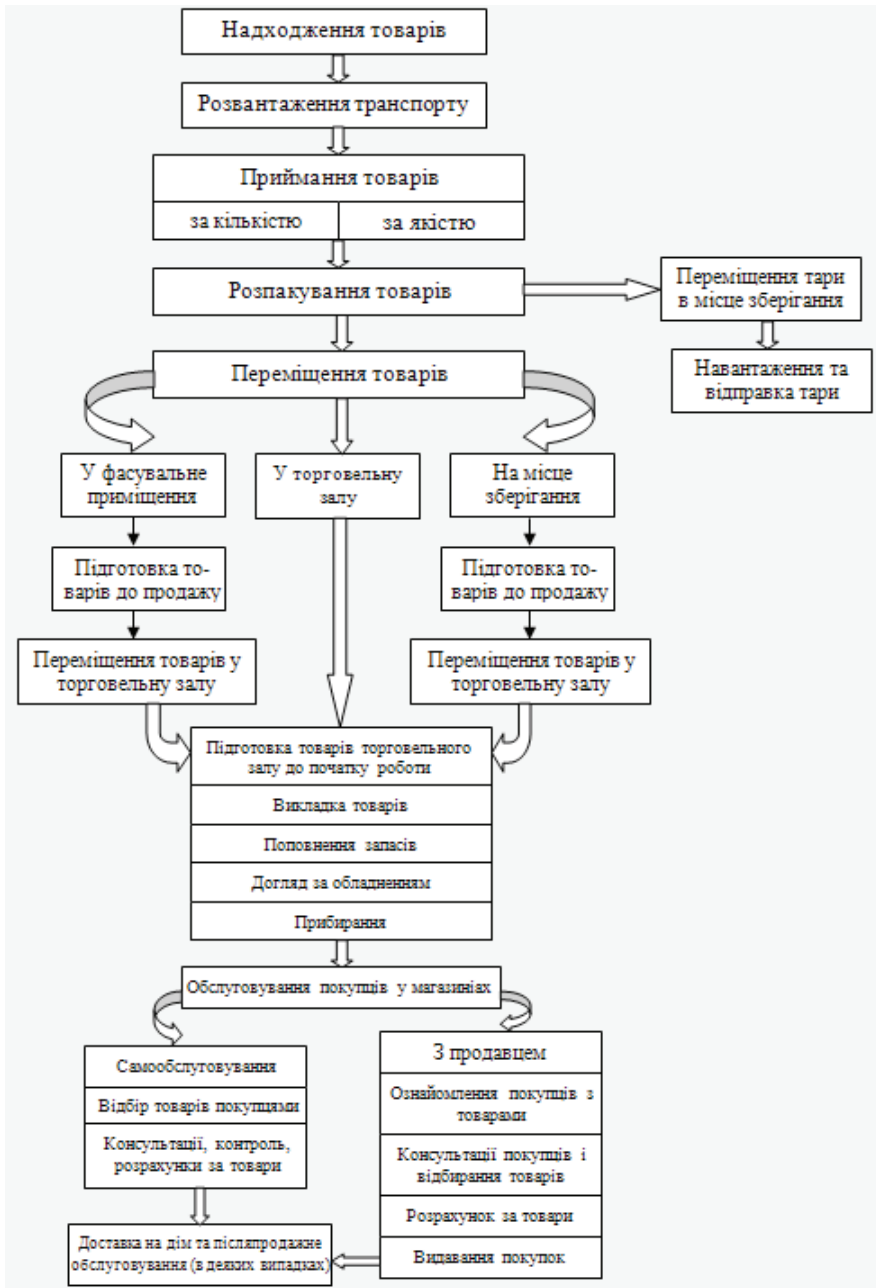 Надходження товарів
Розвантаження транспорту
Приймання товарів
за кількістю
за якістю
Розпакування товарів
Переміщення тари
в місце зберігання
Навантаження та
відправка тари
Переміщення товарів
У фасувальне
приміщення
У торговельну
залу
На місце
зберігання
Підготовка то-
варів до продажу
Підготовка то-
варів до продажу
Переміщення товарів у
торговельну залу
Переміщення товарів у
торговельну залу
Підготовка товарів торговельного
залу до початку роботи
Викладка товарів
Поповнення запасів
Догляд за обладненням
Прибирання
Обслуговування покупців у магазиніах
Самообслуговування
Відбір товарів покупцями
Консультації, контроль,
розрахунки за товари
З продавцем
Ознайомлення покупців з
товарами
Консультації покупців і
відбирання товарів
Розрахунок за товари
Видавання покупок
Доставка на дім та післяпродажне
обслуговування (в деяких випадках)